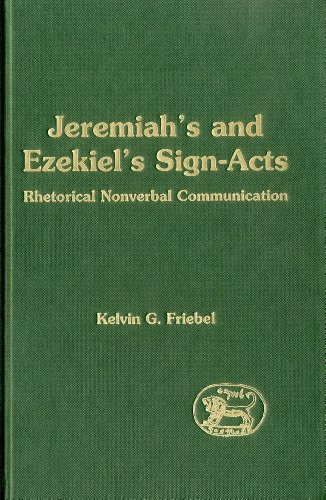 Jeremiah's and
Ezekiel's Sign-Acts
Rhetorical Nonverbal Communication
Kelvin G. Friebel